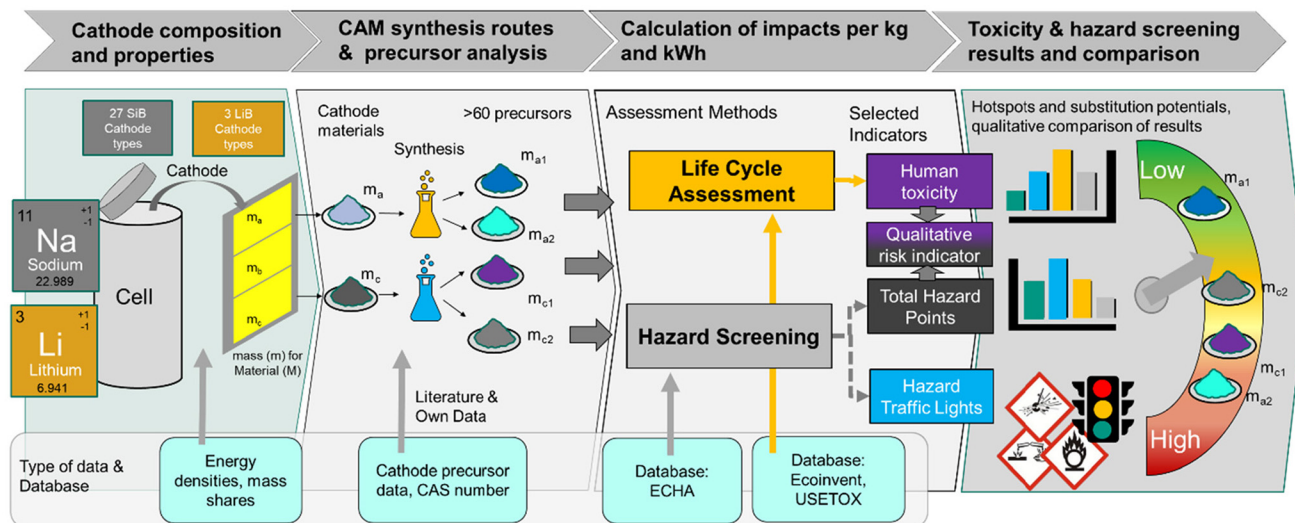 Cathode composition
and properties
CAM synthesis routes
& precursor analysis
Calculation of impacts per kg
and kWh
Toxicity & hazard screening
results and comparison
27 SiB
Cathode
types
3 LiB
Cathode
types
Cathode
11 +1
-1
Na
Sodium
22.989
3 +1
-1
Li
Lithium
6.941
Cell
ma
mb
mc
mass (m) for
Material (M)
Cathode
materials
>60 precursors
Synthesis
ma
mc
ma1
ma2
mc1
mc2
Literature &
Own Data
Assessment Methods
Selected
Indicators
Life Cycle
Assessment
Hazard Screening
Human
toxicity
Qualitative
risk indicator
Total Hazard
Points
Hazard
Traffic Lights
Hotspots and substitution potentials,
qualitative comparison of results
Low
ma1
mc2
mc1
ma2
High
Type of data &
Database
Energy
densities, mass
shares
Cathode precursor
data, CAS number
Database:
ECHA
Database:
Ecoinvent,
USETOX